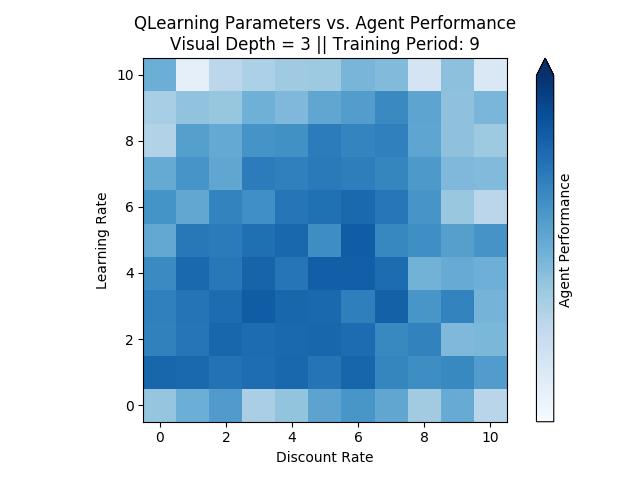 QLearning Parameters vs. Agent Performance
Visual Depth = 3 || Training Period: 9
10
8
6
4
2
0
Learning Rate
0 2 4 6 8 10
Discount Rate
Agent Performance